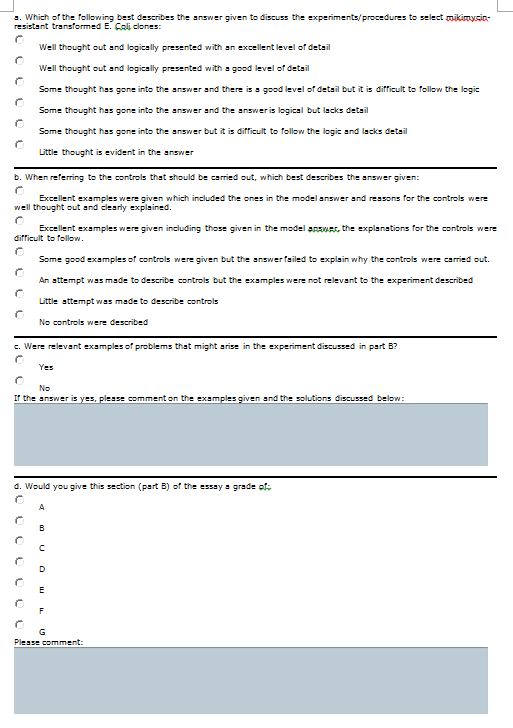 a. Which of the following best describes the answer given to discuss the experiments/procedures to select mikimycin-
resistant transformed E. Coli clones:
Well thought out and logically presented with an excellent level of detail
Well thought out and logically presented with a good level of detail
Some thought has gone into the answer and there is a good level of detail but it is difficult to follow the logic
Some thought has gone into the answer and the answer is logical but lacks detail
Some thought has gone into the answer but it is difficult to follow the logic and lacks detail
Little thought is evident in the answer
b. When referring to the controls that should be carried out, which best describes the answer given:
Excellent examples were given which included the ones in the model answer and reasons for the controls were
well thought out and clearly explained.
Excellent examples were given including those given in the model answer, the explanations for the controls were
difficult to follow.
Some good examples of controls were given but the answer failed to explain why the controls were carried out.
An attempt was made to describe controls but the examples were not relevant to the experiment described
Little attempt was made to describe controls
No controls were described
c. Were relevant examples of problems that might arise in the experiment discussed in part B?
Yes
No
If the answer is yes, please comment on the examples given and the solutions discussed below:
d. Would you give this section (part B) of the essay a grade of:
A
B
C
D
E
F
G
Please comment: